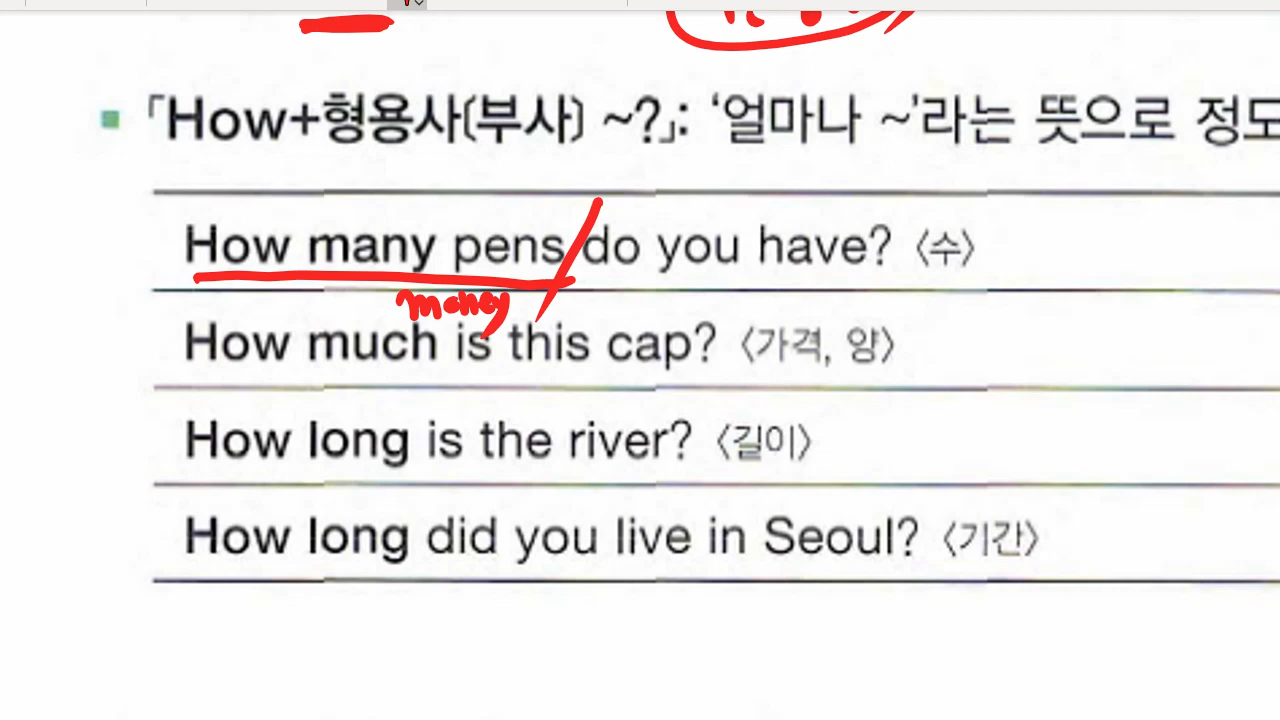 「How+형용사(부사) ~?」: ‘얼마나 ~’라는 뜻으로 정도
How many pens do you have? 〈수〉
money
How much is this cap? 〈가격, 양〉
How long is the river? 〈길이〉
How long did you live in Seoul? 〈기간〉